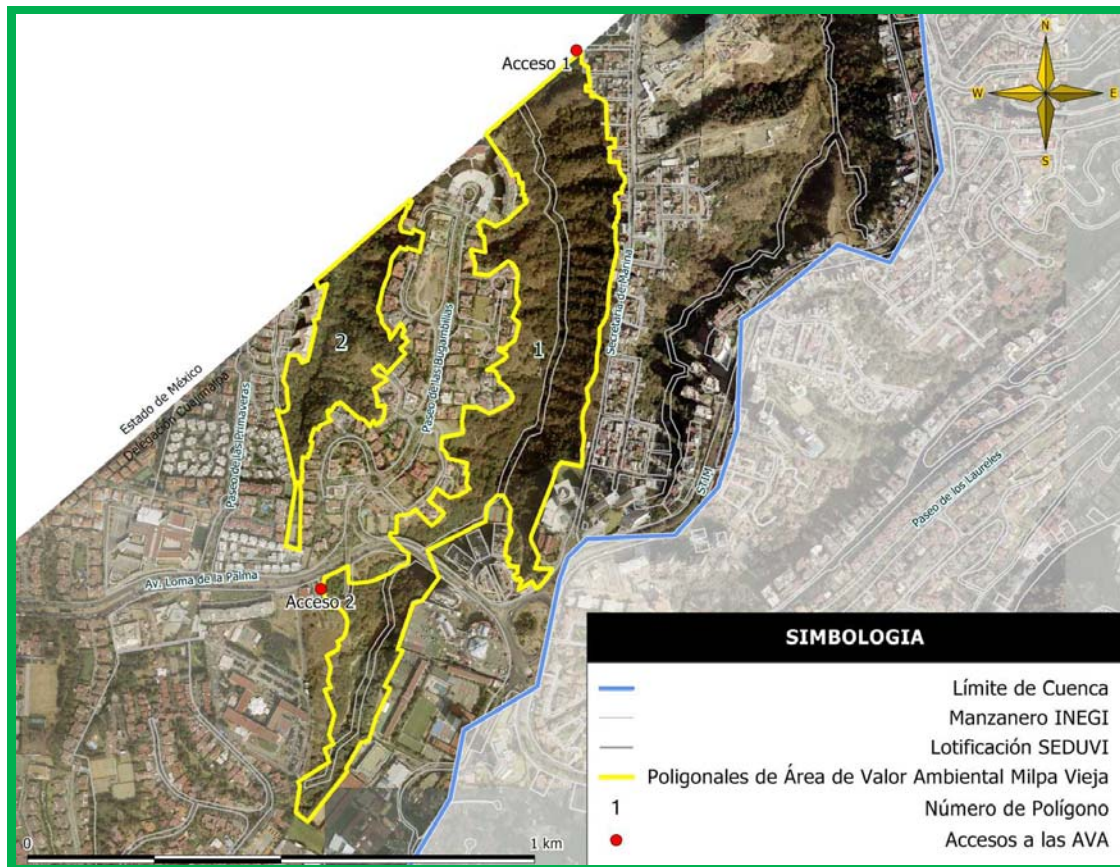 Acceso 1
N
W
E
S
2
1
Secretaría de Marina
Paseo de las Bugambilias
Estado de México
Delegación Cuajimalpa
Paseo de las Primaveras
STIM
Paseo de los Laureles
Av. Loma de la Palma
Acceso 2
SIMBOLOGIA
Límite de Cuenca
Manzanero INEGI
Lotificación SEDUVI
Poligonales de Área de Valor Ambiental Milpa Vieja
1 Número de Polígono
Accesos a las AVA
0 1 km